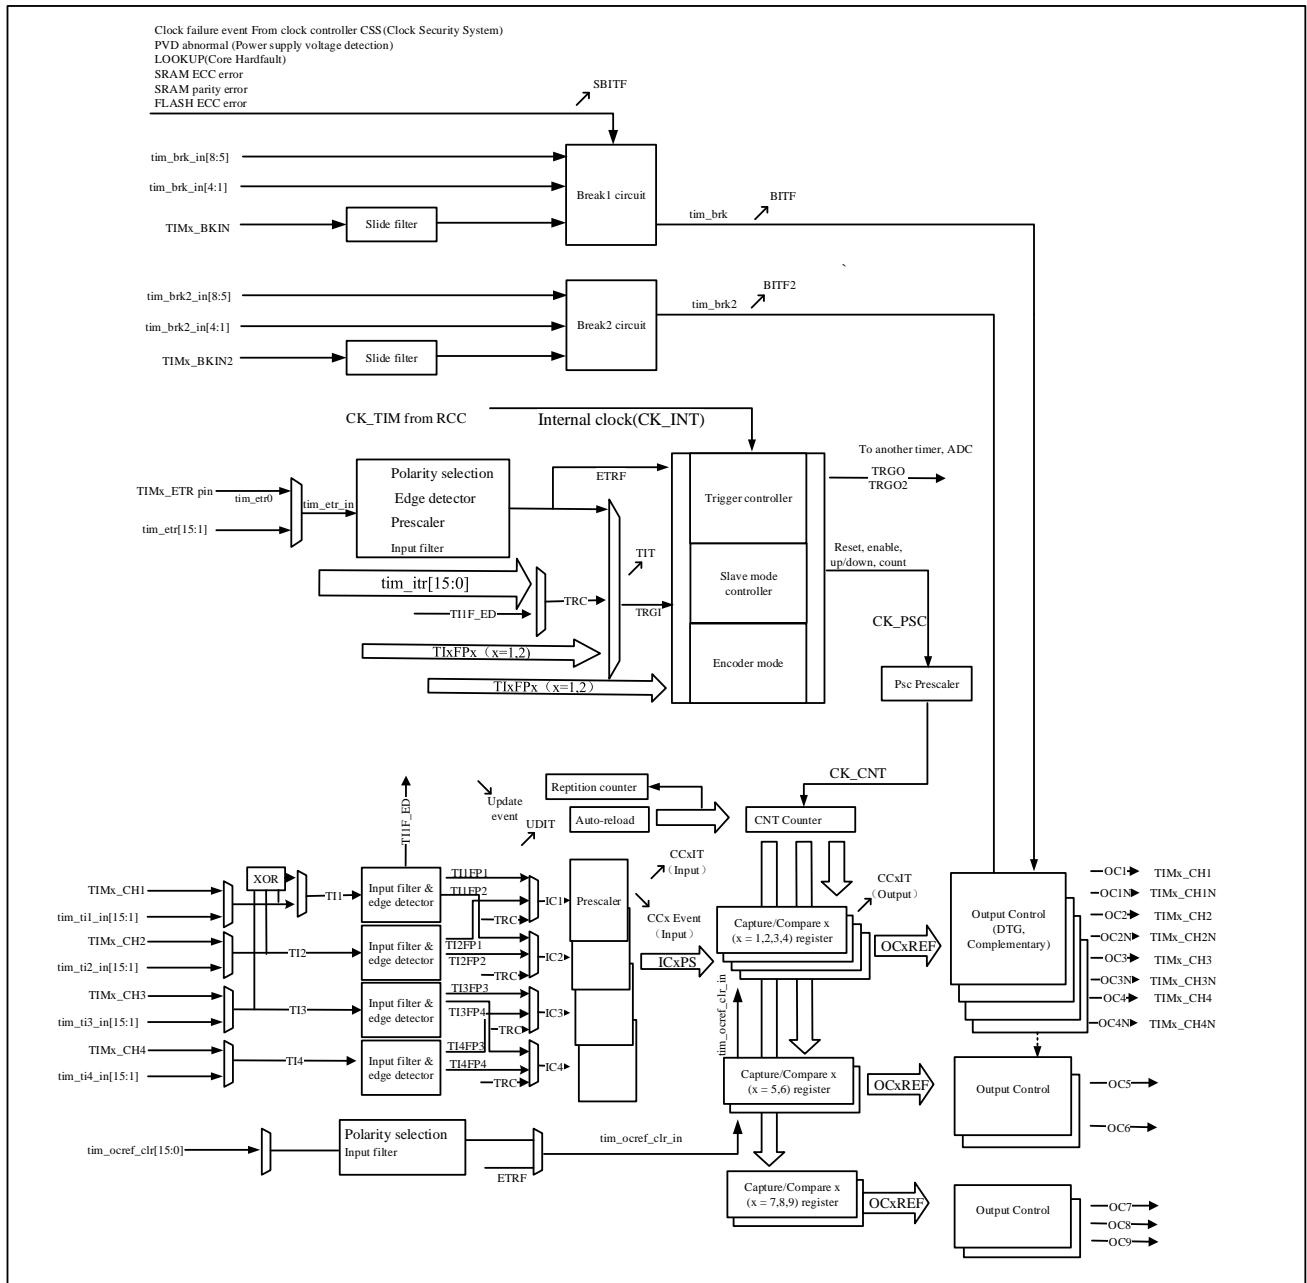 Clock failure event From clock controller CSS(Clock Security System)
PVD abnormal (Power supply voltage detection)
LOOKUP(Core Hardfault)
SRAM ECC error
SRAM parity error
FLASH ECC error
SBITF
tim_brk_in[8:5]
tim_brk_in[4:1]
TIMx_BKIN
Slide filter
Break1 circuit
tim_brk
BITF
`
tim_brk2_in[8:5]
tim_brk2_in[4:1]
TIMx_BKIN2
Slide filter
Break2 circuit
tim_brk2
BITF2
CK_TIM from RCC
Internal clock(CK_INT)
TIMx_ETR pin
tim_etr0
tim_etr[15:1]
tim_etr_in
Polarity selection
Edge detector
Prescaler
Input filter
ETRF
tim_itr[15:0]
TI1F_ED
TRC
TIT
TRGI
TIxFPx（x=1,2）
TIxFPx（x=1,2）
Trigger controller
Slave mode
controller
Encoder mode
To another timer, ADC
TRGO
TRGO2
Reset, enable,
up/down, count
CK_PSC
Psc Prescaler
CK_CNT
TI1F_ED
Update
event
UDIT
Reptition counter
Auto-reload
CNT Counter
TIMx_CH1
tim_ti1_in[15:1]
TIMx_CH2
tim_ti2_in[15:1]
TIMx_CH3
tim_ti3_in[15:1]
TIMx_CH4
tim_ti4_in[15:1]
XOR
TI1
TI2
TI3
TI4
Input filter &
edge detector
Input filter &
edge detector
Input filter &
edge detector
Input filter &
edge detector
TI1FP1
TI1FP2
TRC
TI2FP1
TI2FP2
TRC
TI3FP3
TI3FP4
TRC
TI4FP3
TI4FP4
TRC
IC1
IC2
IC3
IC4
Prescaler
CCxIT
（Input）
CCx Event
（Input）
ICxPS
CCxIT
（Output）
Capture/Compare x
(x = 1,2,3,4) register
OCxREF
Output Control
(DTG,
Complementary)
OC1
TIMx_CH1
OC1N
TIMx_CH1N
OC2
TIMx_CH2
OC2N
TIMx_CH2N
OC3
TIMx_CH3
OC3N
TIMx_CH3N
OC4
TIMx_CH4
OC4N
TIMx_CH4N
tim_ocref_clr_in
Capture/Compare x
(x = 5,6) register
OCxREF
Output Control
OC5
OC6
tim_ocref_clr[15:0]
Polarity selection
Input filter
ETRF
tim_ocref_clr_in
Capture/Compare x
(x = 7,8,9) register
OCxREF
Output Control
OC7
OC8
OC9